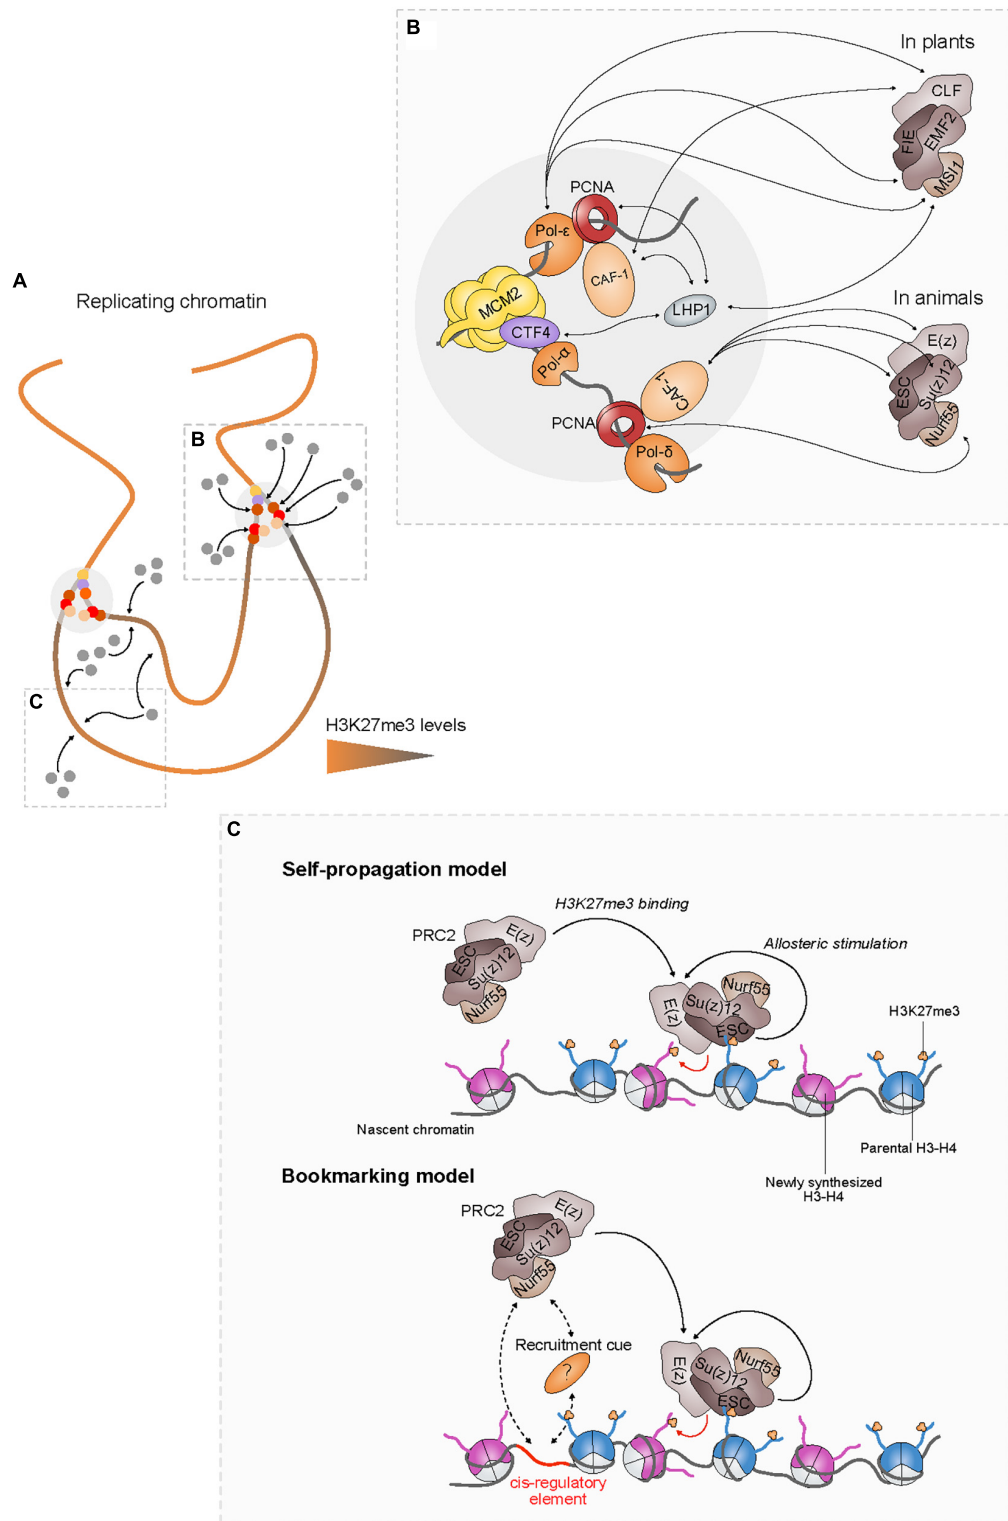 A
Replicating chromatin
B
C
H3K27me3 levels
B
In plants
CLF
FIE
EMF2
MSI1
PCNA
Pol-ε
CAF-1
MCM2
CTF4
LHP1
Pol-α
In animals
E(z)
ESC
Su(z)12
Nurf55
CAF-1
PCNA
Pol-δ
C
Self-propagation model
H3K27me3 binding
PRC2
E(z)
ESC
Su(z)12
Nurf55
Allosteric stimulation
Nurf55
Su(z)12
E(z)
ESC
H3K27me3
Nascent chromatin
Parental H3-H4
Newly synthesized
H3-H4
Bookmarking model
PRC2
E(z)
ESC
Su(z)12
Nurf55
Recruitment cue
?
Nurf55
Su(z)12
E(z)
ESC
cis-regulatory
element